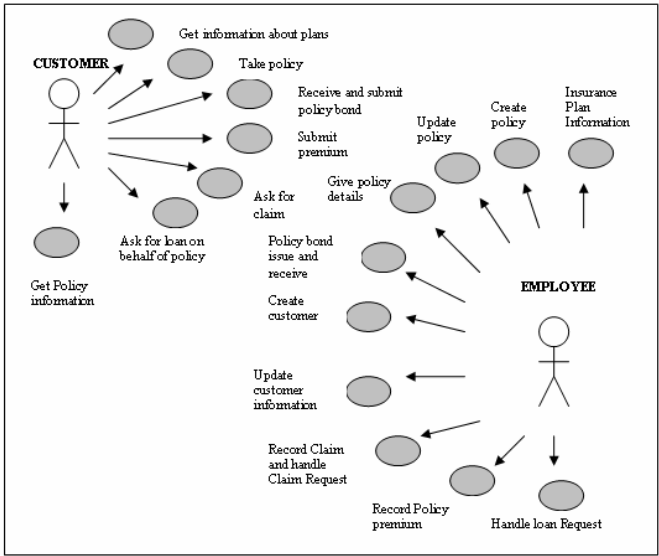 Get information about plans
CUSTOMER
Take policy
Receive and submit
policy bond
Submit
premium
Ask for
claim
Ask for loan on
behalf of policy
Get Policy
information
Insurance
Plan
Information
Create
policy
Update
policy
Give policy
details
Policy bond
issue and
receive
Create
customer
EMPLOYEE
Update
customer
information
Record Claim
and handle
Claim Request
Record Policy
premium
Handle loan Request